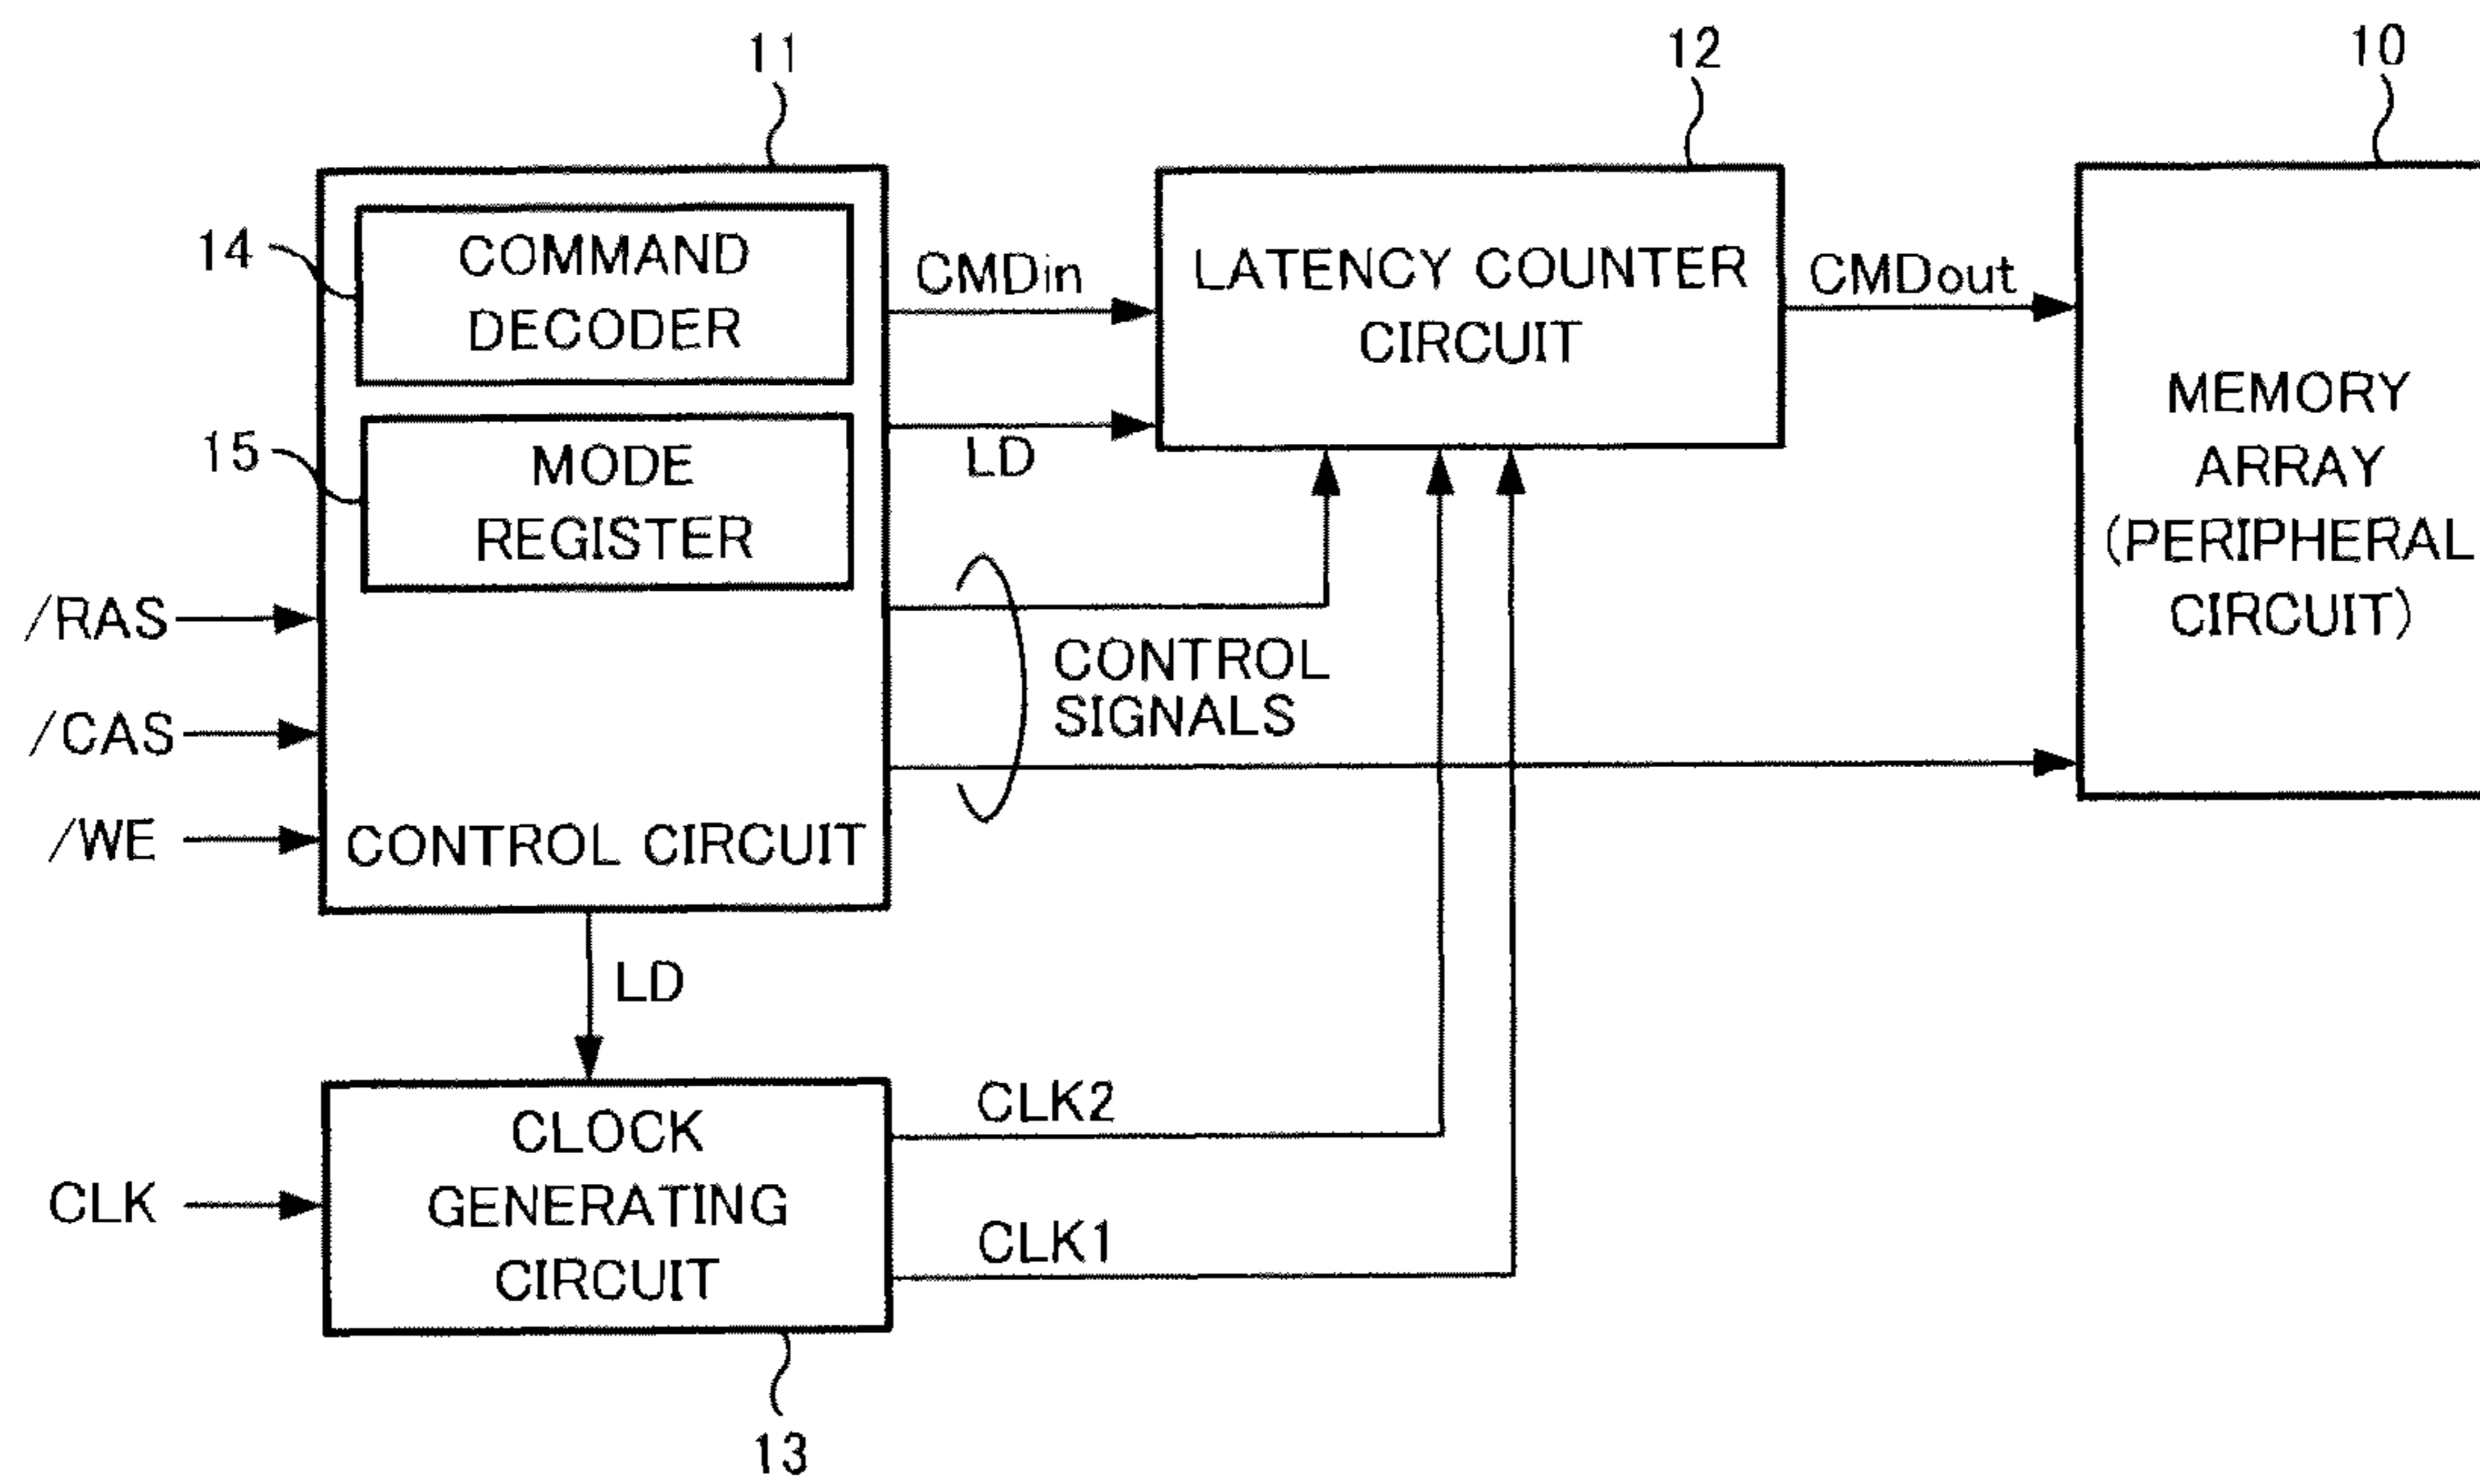 11
12
10
14
COMMAND
DECODER
CMDin
LATENCY COUNTER
CIRCUIT
CMDout
15
MODE
REGISTER
LD
MEMORY
ARRAY
(PERIPHERAL
CIRCUIT)
/RAS
/CAS
/WE
CONTROL
SIGNALS
CONTROL CIRCUIT
LD
CLK
CLOCK
GENERATING
CIRCUIT
CLK2
CLK1
13